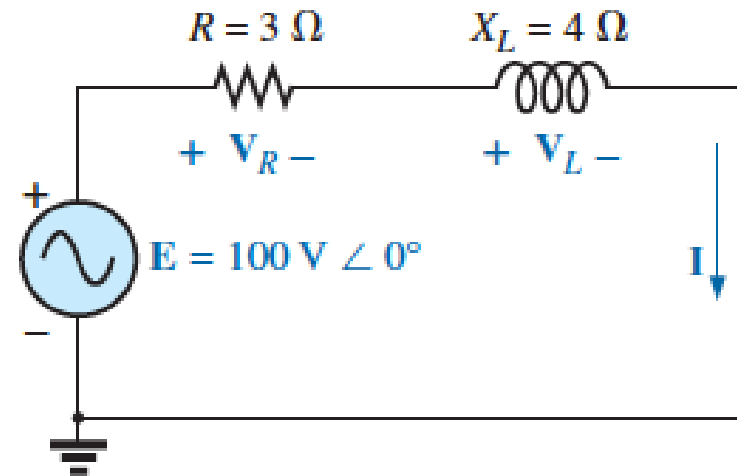 R = 3 Ω
X_L = 4 Ω
+ V_R –
+ V_L –
+
E = 100 V ∠ 0°
I
–